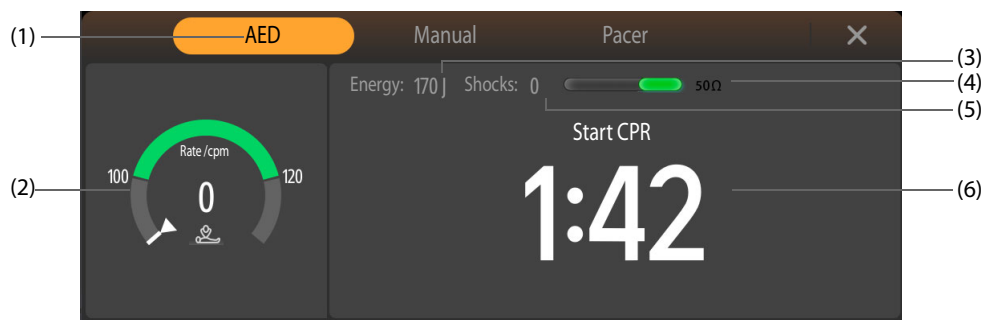 (1) AED Manual Pacer
(3)
Energy: 170 J Shocks: 0 50Ω (4)
(5)
Start CPR
Rate /cpm
100 120
(2) 0 1:42 (6)